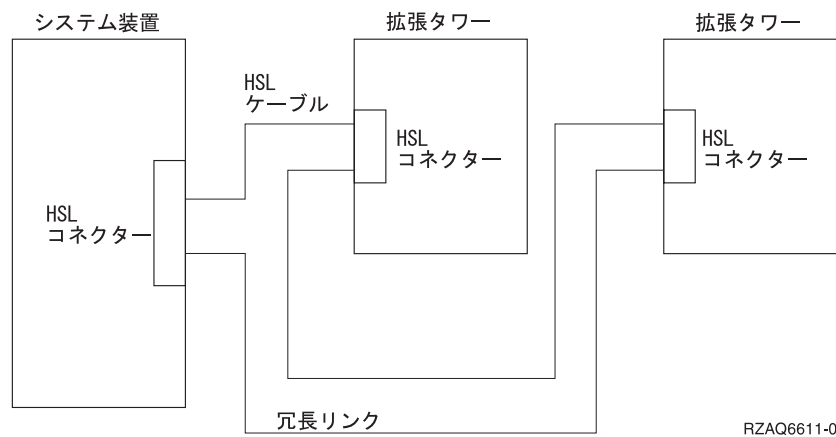 システム装置
拡張タワー
拡張タワー
HSL
ケーブル
HSL
コネクター
HSL
コネクター
HSL
コネクター
冗長リンク
RZAQ6611-0